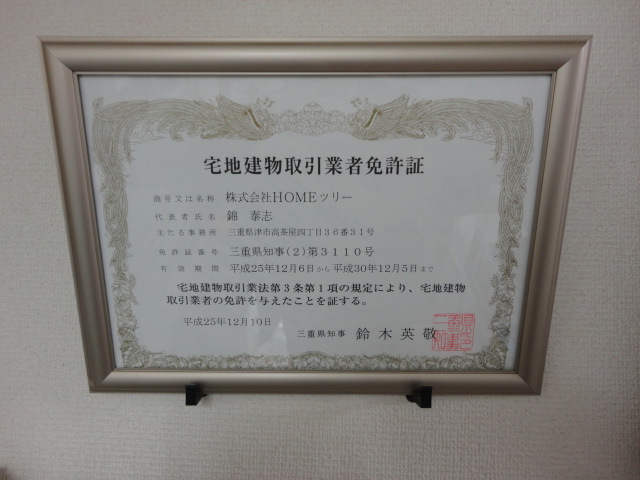 宅地建物取引業者免許証
商号又は名称 株式会社HOMEツリー
代表者氏名 錦 泰志
主たる事務所 三重県津市高茶屋四丁目36番31号
免許証番号 三重県知事(2)第3110号
有効期間 平成25年12月6日から平成30年12月5日まで
宅地建物取引業法第3条第1項の規定により、宅地建物
取引業者の免許を与えたことを証する。
平成25年12月10日
三重県知事 鈴木英敬